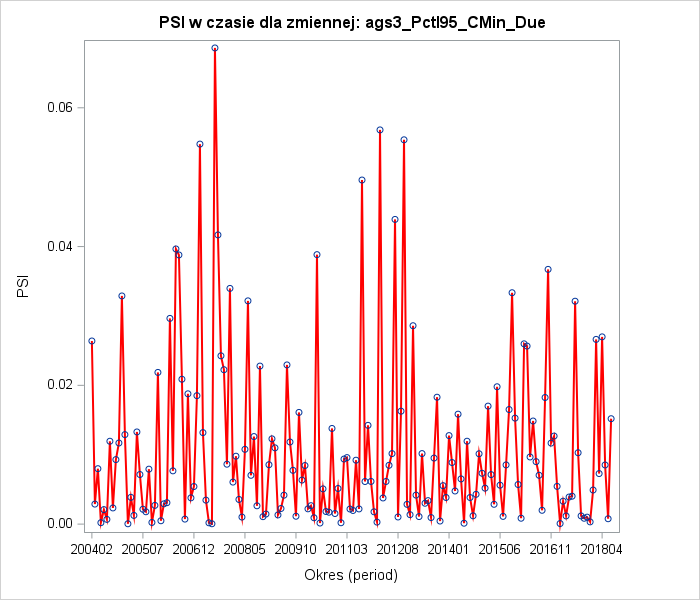 PSI w czasie dla zmiennej: ags3_Pctl95_CMin_Due
0.06
0.04
0.02
0.00
PSI
200402 200507 200612 200805 200910 201103 201208 201401 201506 201611 201804
Okres (period)